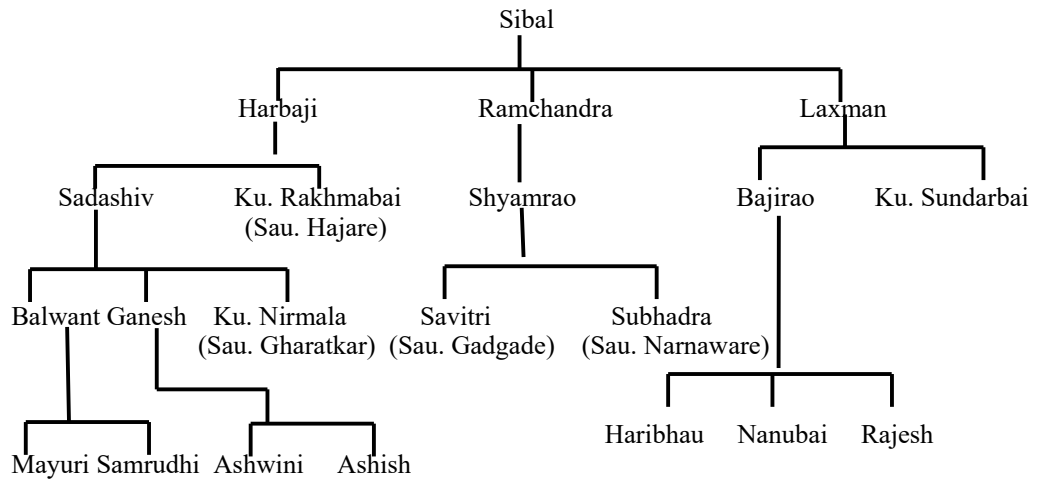 Sibal
Harbaji Ramchandra Laxman
Sadashiv Ku. Rakhmabai Shyamrao Bajirao Ku. Sundarbai
(Sau. Hajare)
Balwant Ganesh Ku. Nirmala Savitri Subhadra
(Sau. Gharatkar) (Sau. Gadgade) (Sau. Narnaware)
Haribhau Nanubai Rajesh
Mayuri Samrudhi Ashwini Ashish